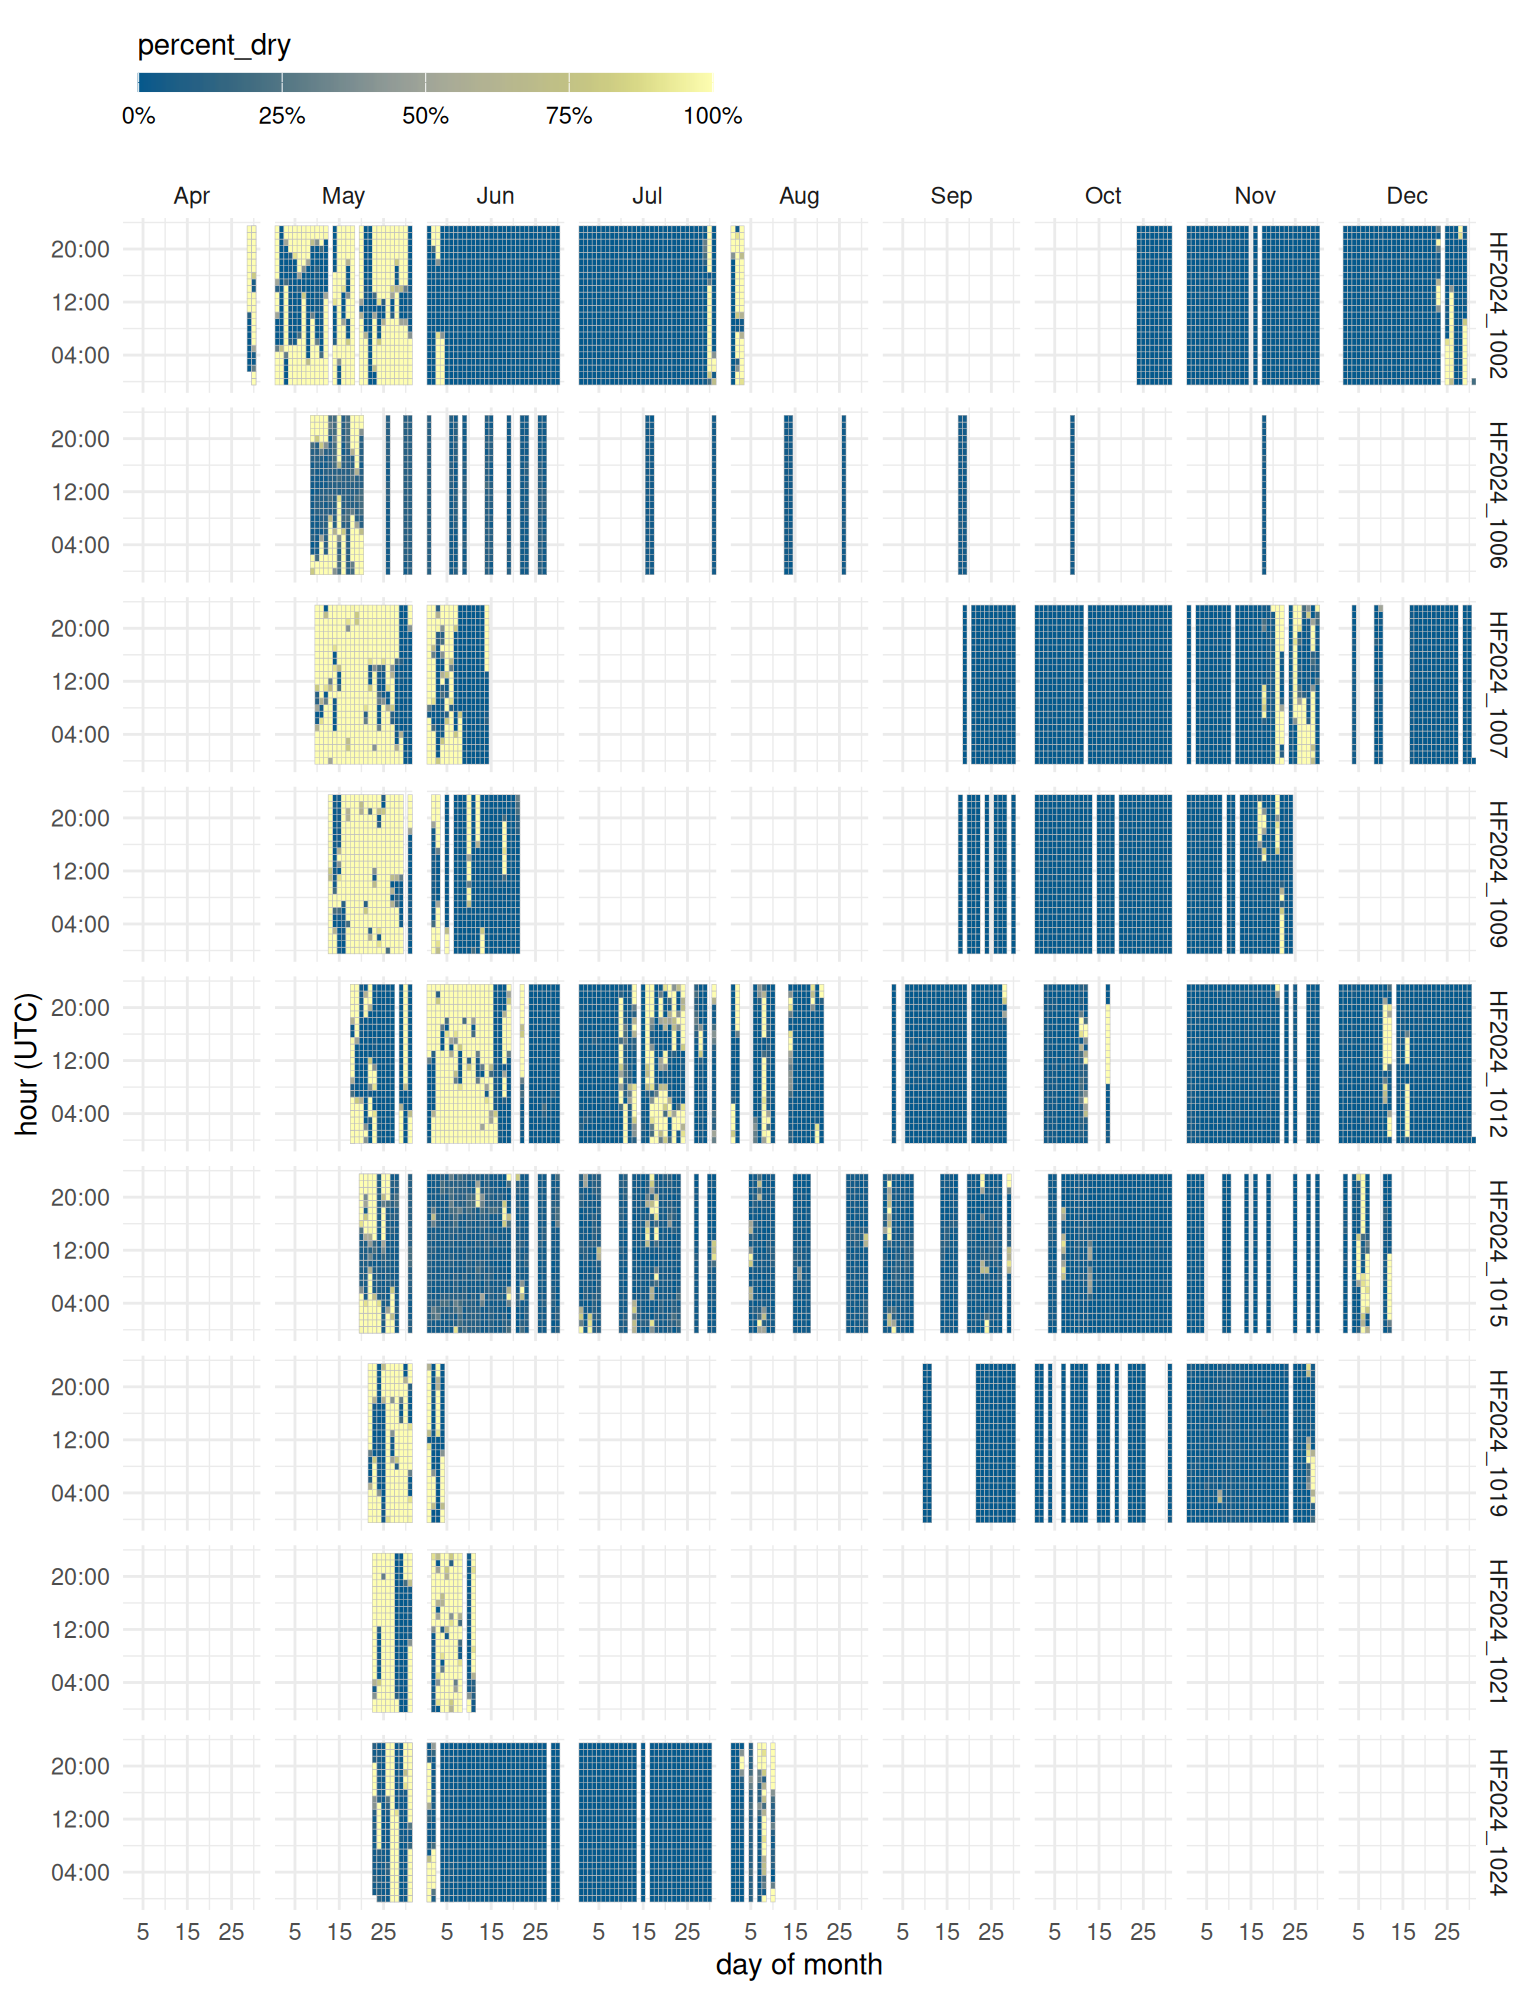 percent_dry
0% 25% 50% 75% 100%
Apr May Jun Jul Aug Sep Oct Nov Dec
20:00
12:00
04:00
HF2024_1002
20:00
12:00
04:00
HF2024_1006
20:00
12:00
04:00
HF2024_1007
20:00
12:00
04:00
HF2024_1009
hour (UTC)
20:00
12:00
04:00
HF2024_1012
20:00
12:00
04:00
HF2024_1015
20:00
12:00
04:00
HF2024_1019
20:00
12:00
04:00
HF2024_1021
20:00
12:00
04:00
HF2024_1024
5 15 25 5 15 25 5 15 25 5 15 25 5 15 25 5 15 25 5 15 25 5 15 25 5 15 25
day of month